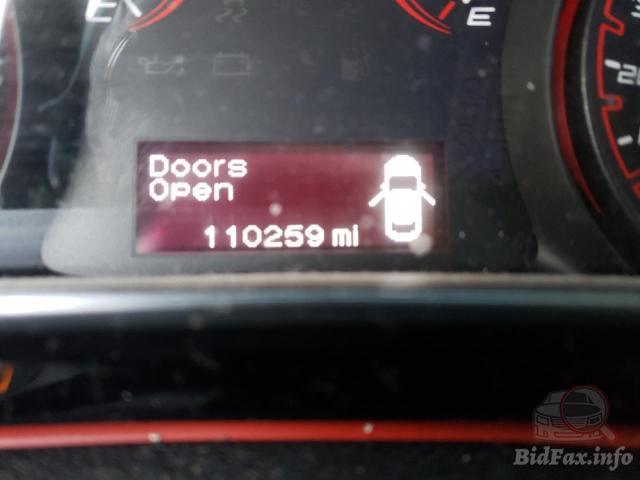 E E
Doors
Open
110259 mi
BidFax.info